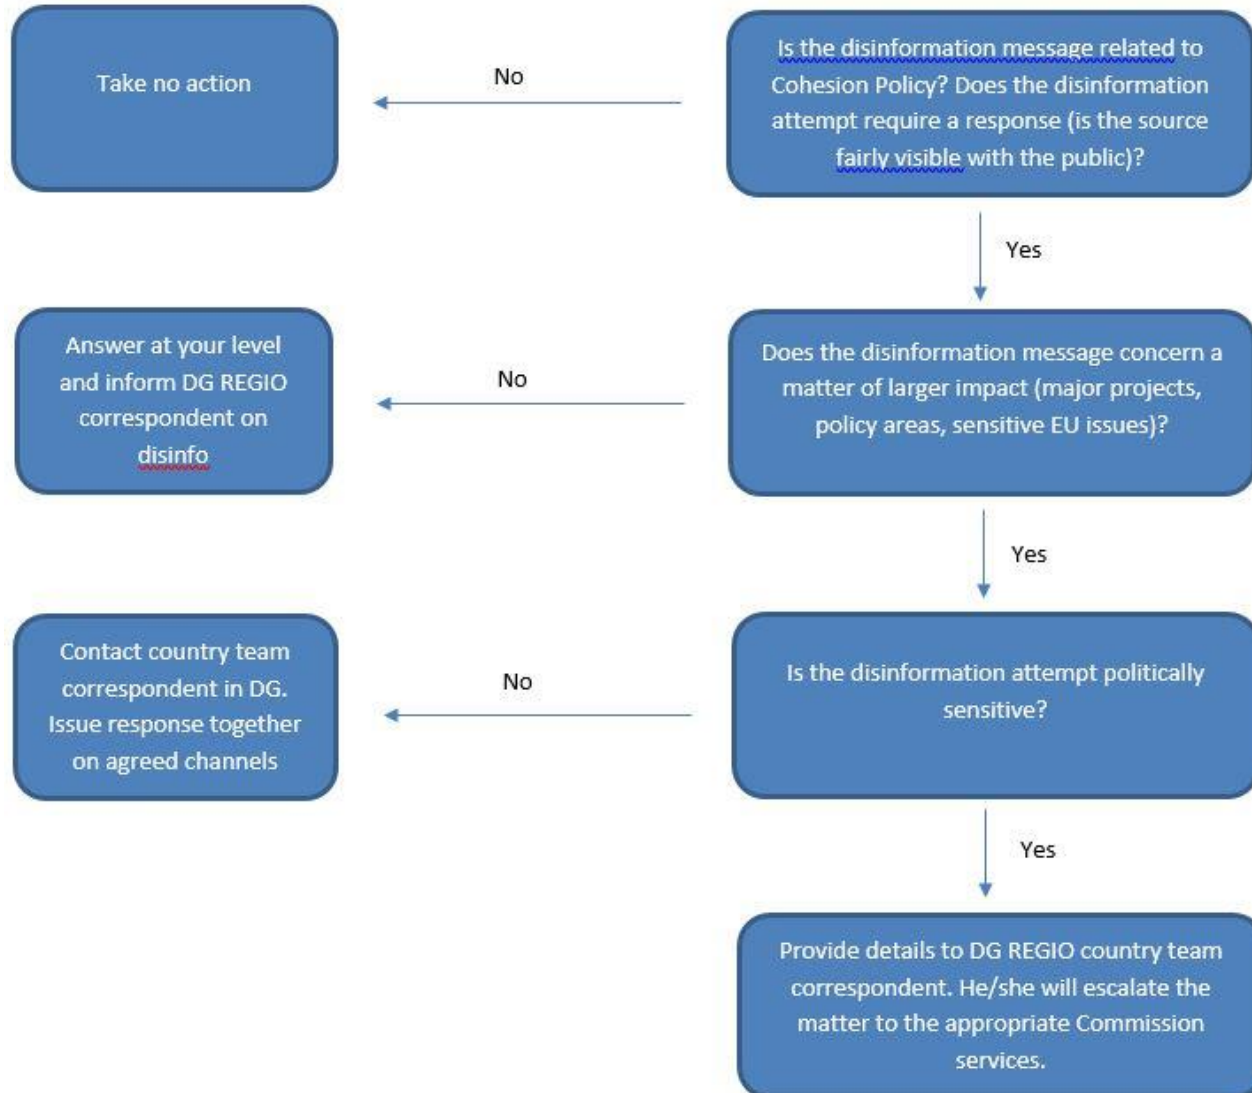 Take no action
No
Is the disinformation message related to
Cohesion Policy? Does the disinformation
attempt require a response (is the source
fairly visible with the public)?
Yes
Answer at your level
and inform DG REGIO
correspondent on
disinfo
No
Does the disinformation message concern a
matter of larger impact (major projects,
policy areas, sensitive EU issues)?
Yes
Contact country team
correspondent in DG.
Issue response together
on agreed channels
No
Is the disinformation attempt politically
sensitive?
Yes
Provide details to DG REGIO country team
correspondent. He/she will escalate the
matter to the appropriate Commission
services.